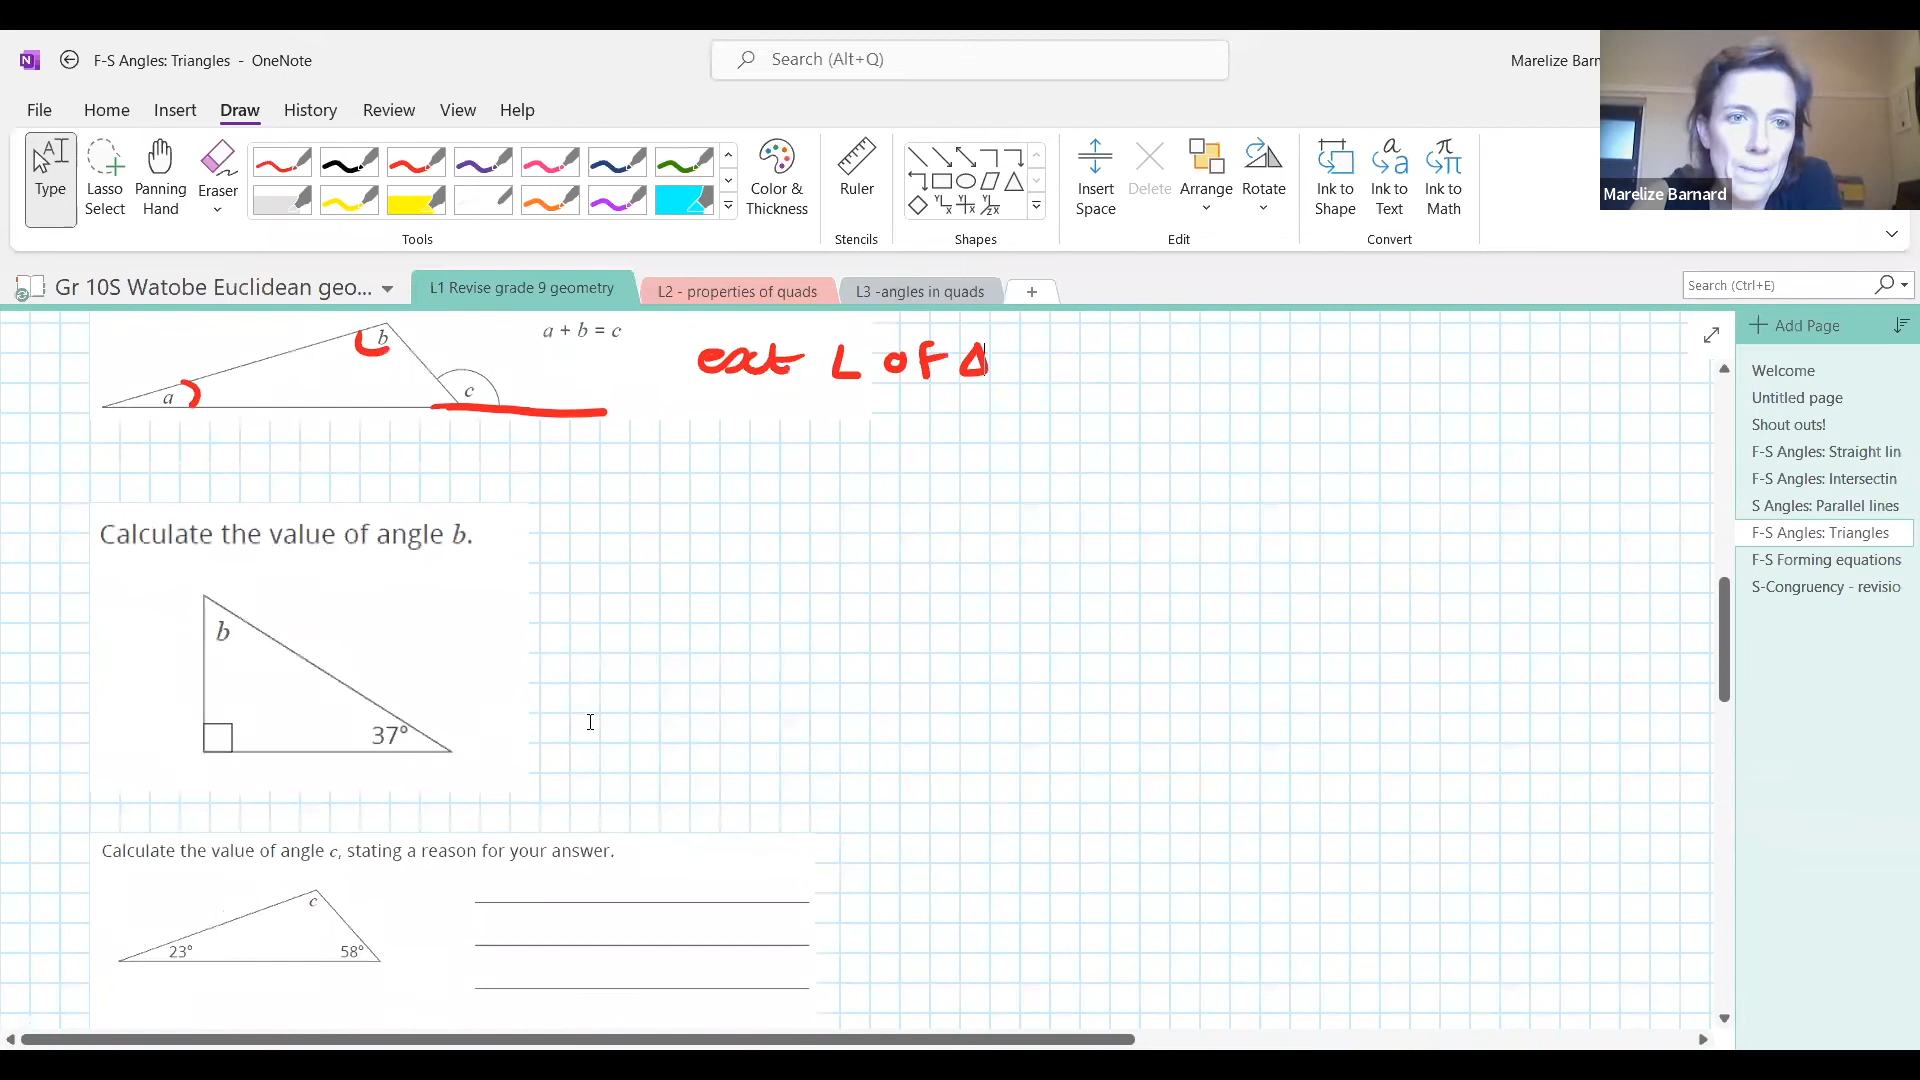 F-S Angles: Triangles - OneNote
Search (Alt+Q)
Marelize Barn
File Home Insert Draw History Review View Help
Type
Lasso Select
Panning Hand
Eraser
Color & Thickness
Ruler
Insert Space
Delete
Arrange
Rotate
Ink to Shape
Ink to Text
Ink to Math
Tools
Stencils
Shapes
Edit
Convert
Marelize Barnard
Gr 10S Watobe Euclidean geo...
L1 Revise grade 9 geometry
L2 - properties of quads
L3 -angles in quads
Search (Ctrl+E)
a + b = c
b
a
c
ext L of Δ
Calculate the value of angle b.
b
37°
Calculate the value of angle c, stating a reason for your answer.
c
23°
58°
Add Page
Welcome
Untitled page
Shout outs!
F-S Angles: Straight lin
F-S Angles: Intersectin
S Angles: Parallel lines
F-S Angles: Triangles
F-S Forming equations
S-Congruency - revisio